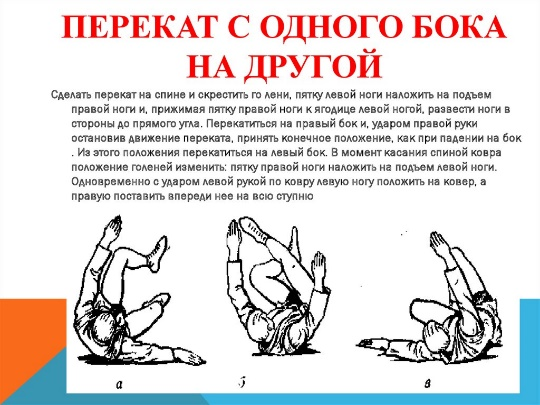 ПЕРЕКАТ С ОДНОГО БОКА
НА ДРУГОЙ
Сделать перекат на спине и скрестить го лени, пятку левой ноги наложить на подъем
правой ноги и, прижимая пятку правой ноги к ягодице левой ногой, развести ноги в
стороны до прямого угла. Перекатиться на правый бок и, ударом правой руки
остановив движение переката, принять конечное положение, как при падении на бок
. Из этого положения перекатиться на левый бок. В момент касания спиной ковра
положение голеней изменить: пятку правой ноги наложить на подъем левой ноги.
Одновременно с ударом левой рукой по ковру левую ногу положить на ковер, а
правую поставить впереди нее на всю ступню
а б в